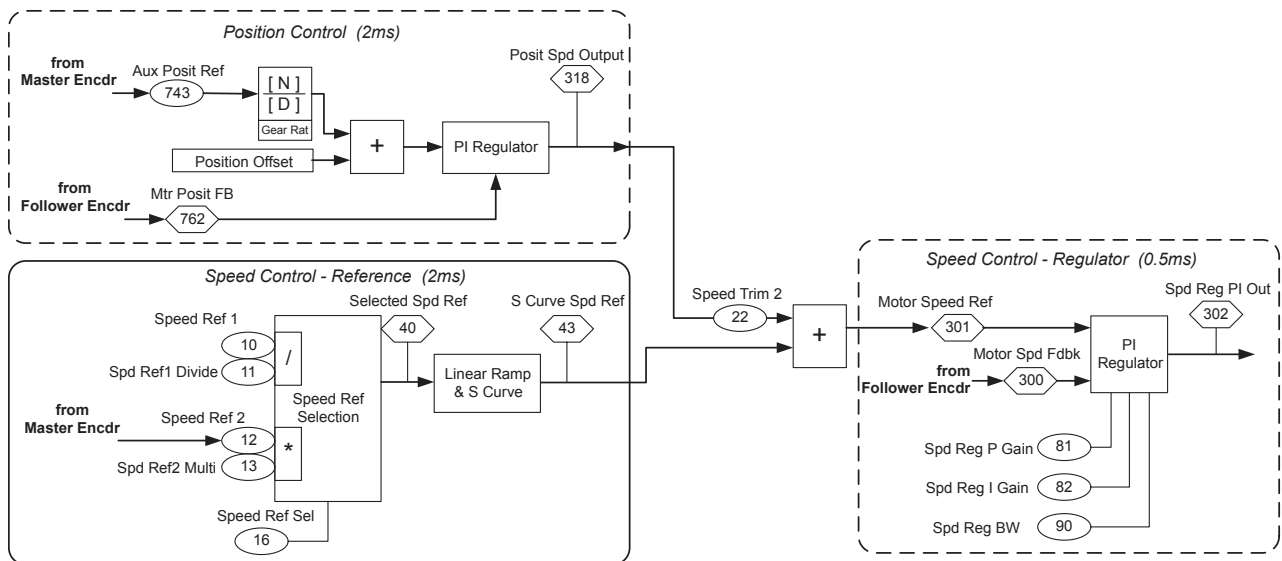 Position Control (2ms)
from
Master Encdr
Aux Posit Ref
743
[ N ]
[ D ]
Gear Rat
Position Offset
+
PI Regulator
Posit Spd Output
318
from
Follower Encdr
Mtr Posit FB
762
Speed Control - Reference (2ms)
Selected Spd Ref
40
S Curve Spd Ref
43
Speed Ref 1
10
/
Spd Ref1 Divide
11
Speed Ref
Selection
Linear Ramp
& S Curve
from
Master Encdr
Speed Ref 2
12
*
Spd Ref2 Multi
13
Speed Ref Sel
16
Speed Trim 2
22
+
Speed Control - Regulator (0.5ms)
Motor Speed Ref
301
Spd Reg PI Out
302
Motor Spd Fdbk
from
Follower Encdr
300
PI
Regulator
Spd Reg P Gain
81
Spd Reg I Gain
82
Spd Reg BW
90